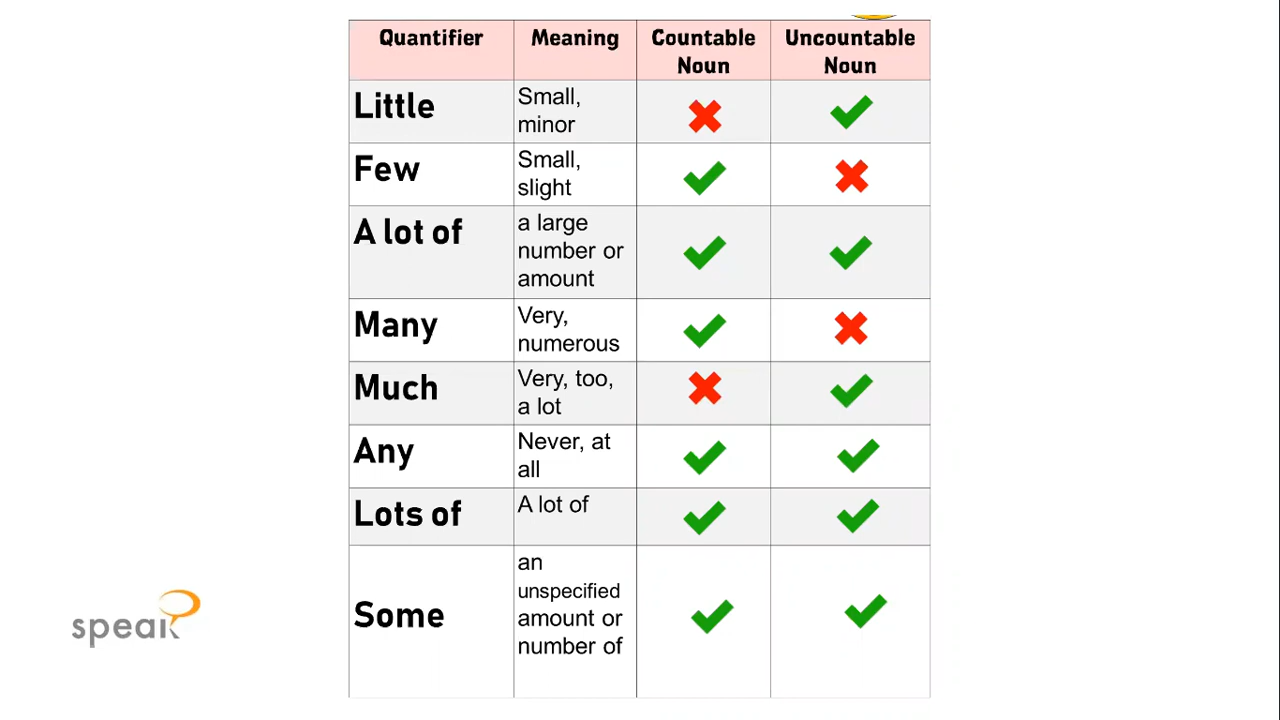 Quantifier Meaning Countable Uncountable
Noun Noun
Little Small,
minor
Few Small,
slight
A lot of a large
number or
amount
Many Very,
numerous
Much Very, too,
a lot
Any Never, at
all
Lots of A lot of
an
unspecified
Some amount or
number of
speak